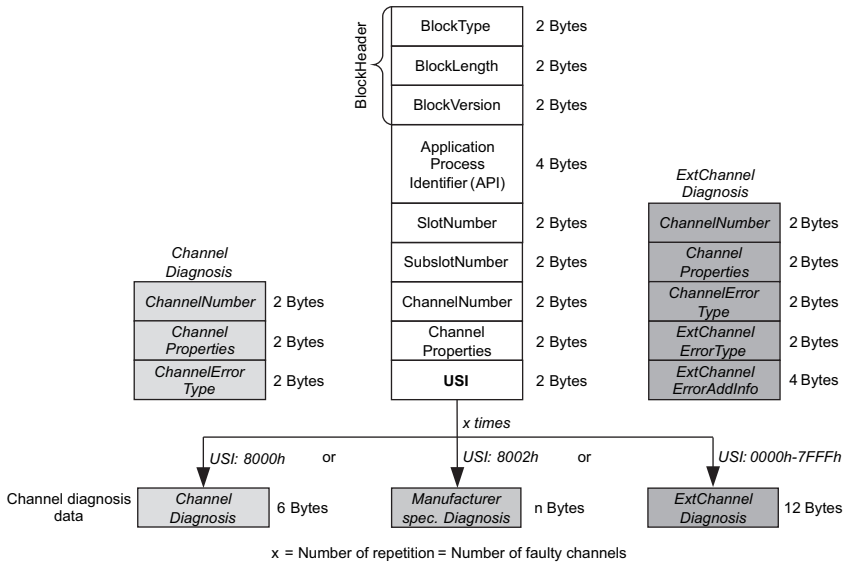 BlockHeader
BlockType 2 Bytes
BlockLength 2 Bytes
BlockVersion 2 Bytes
Application
Process
Identifier (API)
4 Bytes
SlotNumber 2 Bytes
SubslotNumber 2 Bytes
ChannelNumber 2 Bytes
Channel
Properties
2 Bytes
USI 2 Bytes
Channel
Diagnosis
ChannelNumber 2 Bytes
Channel
Properties
2 Bytes
ChannelError
Type
2 Bytes
ExtChannel
Diagnosis
ChannelNumber 2 Bytes
Channel
Properties
2 Bytes
ChannelError
Type
2 Bytes
ExtChannel
ErrorType
2 Bytes
ExtChannel
ErrorAddInfo
4 Bytes
x times
USI: 8000h or USI: 8002h or USI: 0000h-7FFFh
Channel diagnosis
data
Channel
Diagnosis
6 Bytes
Manufacturer
spec. Diagnosis
n Bytes
ExtChannel
Diagnosis
12 Bytes
x = Number of repetition = Number of faulty channels